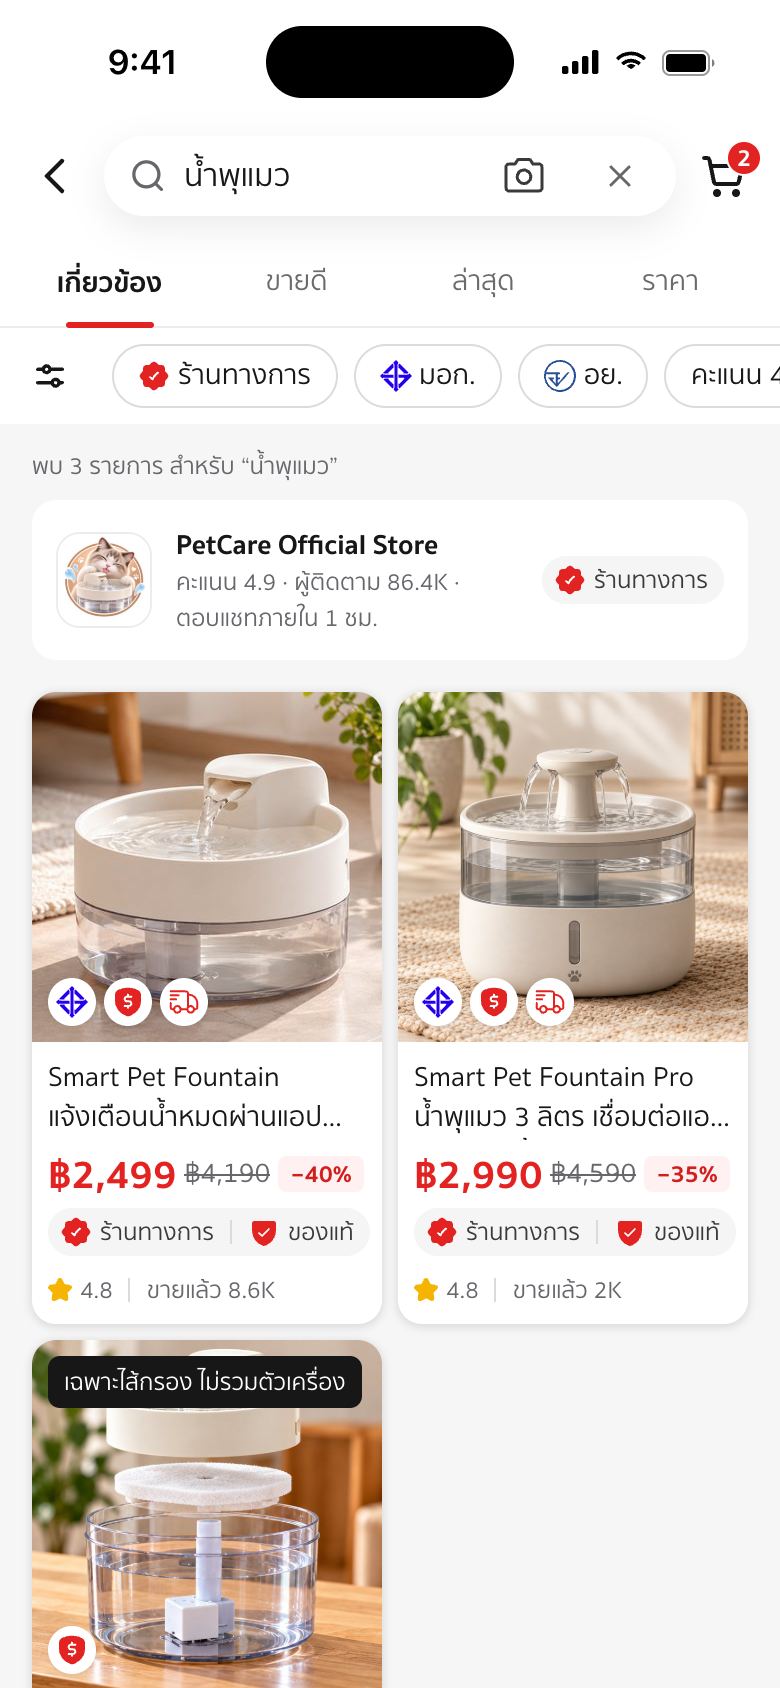 9:41
น้ำพุแมว
2
เกี่ยวข้อง
ขายดี
ล่าสุด
ราคา
ร้านทางการ
มอก.
อย.
คะแนน 4
พบ 3 รายการ สำหรับ “น้ำพุแมว”
PetCare Official Store
คะแนน 4.9 · ผู้ติดตาม 86.4K ·
ตอบแชทภายใน 1 ชม.
ร้านทางการ
Smart Pet Fountain
แจ้งเตือนน้ำหมดผ่านแอป...
฿2,499 ฿4,190 -40%
ร้านทางการ
ของแท้
4.8
ขายแล้ว 8.6K
Smart Pet Fountain Pro
น้ำพุแมว 3 ลิตร เชื่อมต่อแอ...
฿2,990 ฿4,590 -35%
ร้านทางการ
ของแท้
4.8
ขายแล้ว 2K
เฉพาะไส้กรอง ไม่รวมตัวเครื่อง